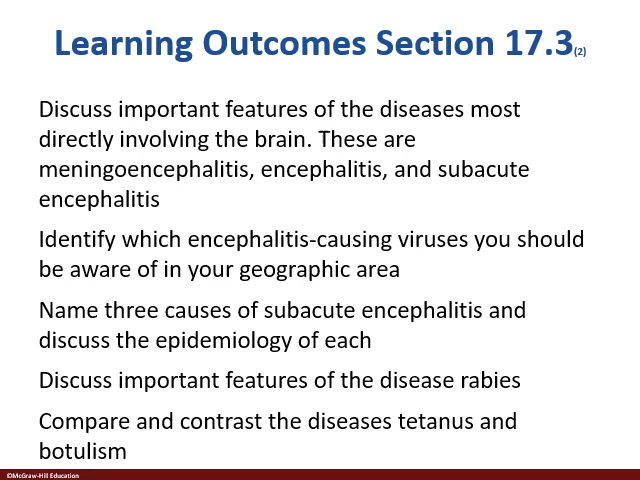 Learning Outcomes Section 17.3(2)
Discuss important features of the diseases most
directly involving the brain. These are
meningoencephalitis, encephalitis, and subacute
encephalitis
Identify which encephalitis-causing viruses you should
be aware of in your geographic area
Name three causes of subacute encephalitis and
discuss the epidemiology of each
Discuss important features of the disease rabies
Compare and contrast the diseases tetanus and
botulism
©McGraw-Hill Education